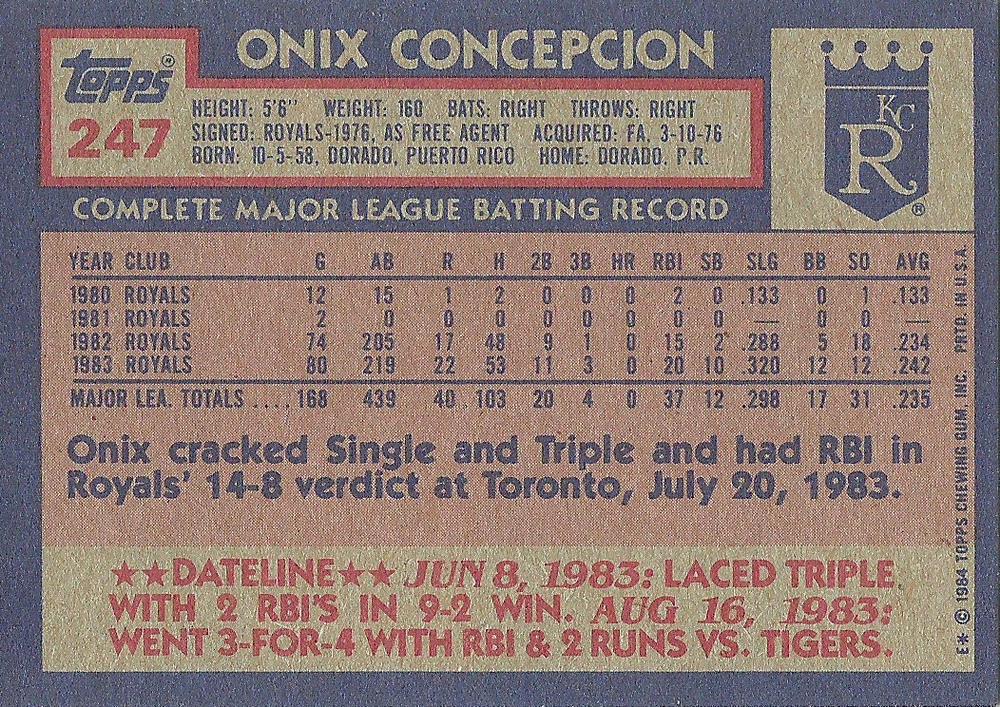 ONIX CONCEPCION
Topps®
247
HEIGHT: 5'6" WEIGHT: 160 BATS: RIGHT THROWS: RIGHT
SIGNED: ROYALS-1976, AS FREE AGENT ACQUIRED: FA, 3-10-76
BORN: 10-5-58, DORADO, PUERTO RICO HOME: DORADO, P.R.
KC
R
®
COMPLETE MAJOR LEAGUE BATTING RECORD
YEAR CLUB G AB R H 2B 3B HR RBI SB SLG BB SO AVG
1980 ROYALS 12 15 1 2 0 0 0 2 0 .133 0 1 .133
1981 ROYALS 2 0 0 0 0 0 0 0 0 — 0 0 —
1982 ROYALS 74 205 17 48 9 1 0 15 2 .288 5 18 .234
1983 ROYALS 80 219 22 53 11 3 0 20 10 .320 12 12 .242
MAJOR LEA. TOTALS .... 168 439 40 103 20 4 0 37 12 .298 17 31 .235
Onix cracked Single and Triple and had RBI in
Royals' 14-8 verdict at Toronto, July 20, 1983.
★★DATELINE★★ JUN 8, 1983: LACED TRIPLE
WITH 2 RBI'S IN 9-2 WIN. AUG 16, 1983:
WENT 3-FOR-4 WITH RBI & 2 RUNS VS. TIGERS.
E* © 1984 TOPPS CHEWING GUM, INC. PRTD. IN U.S.A.